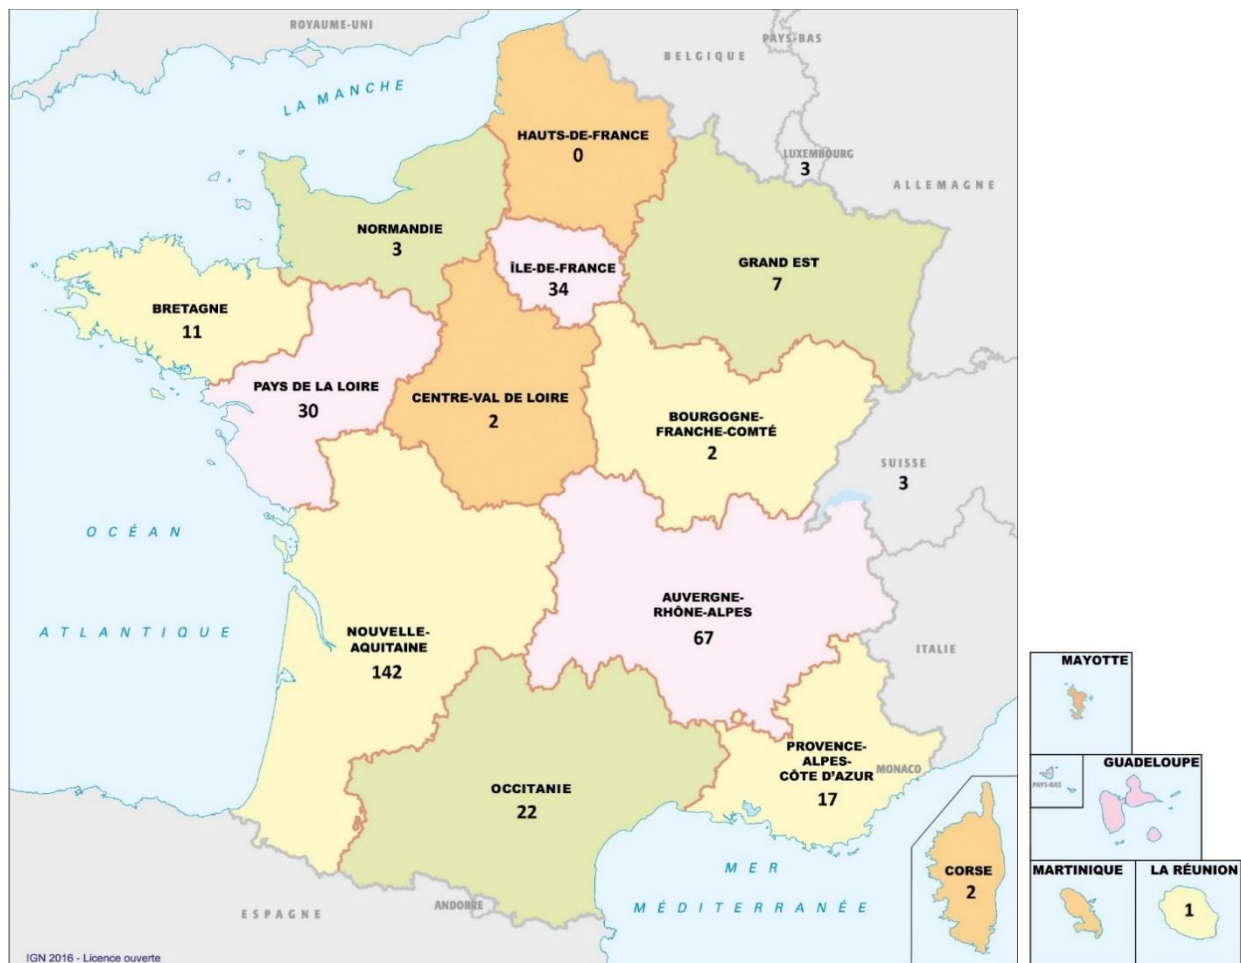 ROYAUME-UNI
PAYS-BAS
BELGIQUE
LA MANCHE
HAUTS-DE-FRANCE
0
LUXEMBOURG
3
ALLEMAGNE
NORMANDIE
3
ÎLE-DE-FRANCE
34
GRAND EST
7
BRETAGNE
11
PAYS DE LA LOIRE
30
CENTRE-VAL DE LOIRE
2
BOURGOGNE-
FRANCHE-COMTÉ
2
SUISSE
3
OCÉAN
ATLANTIQUE
AUVERGNE-
RHÔNE-ALPES
67
NOUVELLE-
AQUITAINE
142
ITALIE
MAYOTTE
PROVENCE-
ALPES-
CÔTE D'AZUR
17
MONACO
GUADELOUPE
PAYS-BAS
OCCITANIE
22
MER
MÉDITERRANÉE
CORSE
2
MARTINIQUE
LA RÉUNION
1
ANDORRE
ESPAGNE
IGN 2016 - Licence ouverte